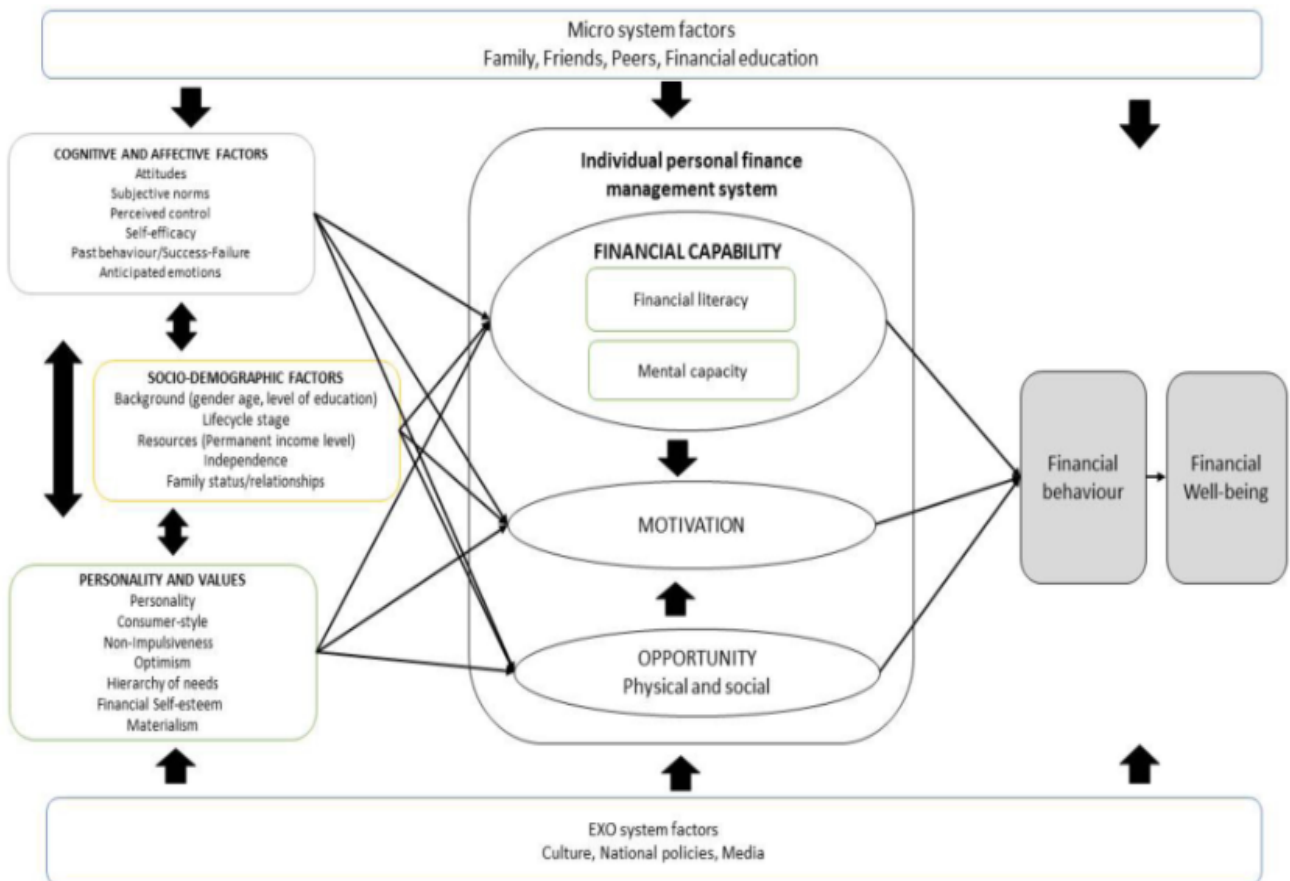 Micro system factors
Family, Friends, Peers, Financial education
COGNITIVE AND AFFECTIVE FACTORS
Attitudes
Subjective norms
Perceived control
Self-efficacy
Past behaviour/Success-Failure
Anticipated emotions
SOCIO-DEMOGRAPHIC FACTORS
Background (gender age, level of education)
Lifecycle stage
Resources (Permanent income level)
Independence
Family status/relationships
PERSONALITY AND VALUES
Personality
Consumer-style
Non-Impulsiveness
Optimism
Hierarchy of needs
Financial Self-esteem
Materialism
Individual personal finance
management system
FINANCIAL CAPABILITY
Financial literacy
Mental capacity
MOTIVATION
OPPORTUNITY
Physical and social
Financial
behaviour
Financial
Well-being
EXO system factors
Culture, National policies, Media